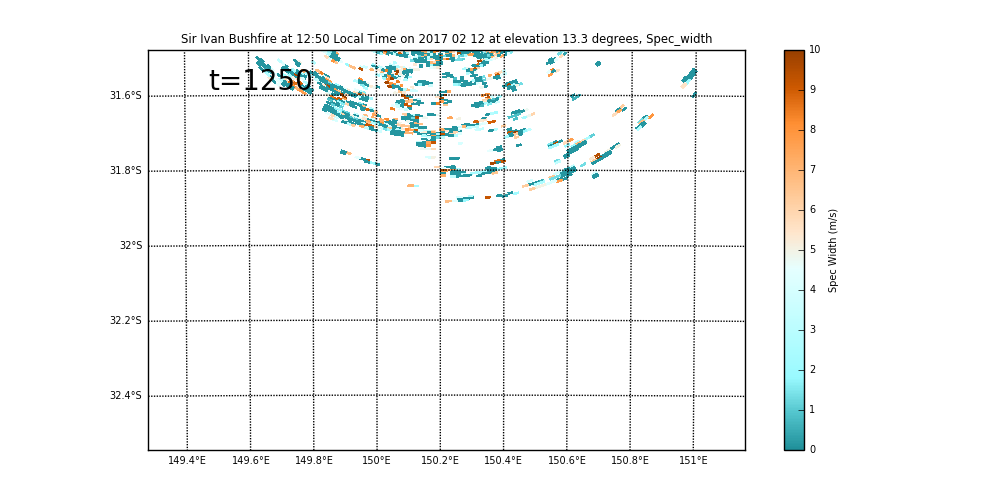 Sir Ivan Bushfire at 12:50 Local Time on 2017 02 12 at elevation 13.3 degrees, Spec_width
t=1250
31.6°S
31.8°S
32°S
32.2°S
32.4°S
149.4°E 149.6°E 149.8°E 150°E 150.2°E 150.4°E 150.6°E 150.8°E 151°E
10
9
8
7
6
5
4
3
2
1
0
Spec Width (m/s)